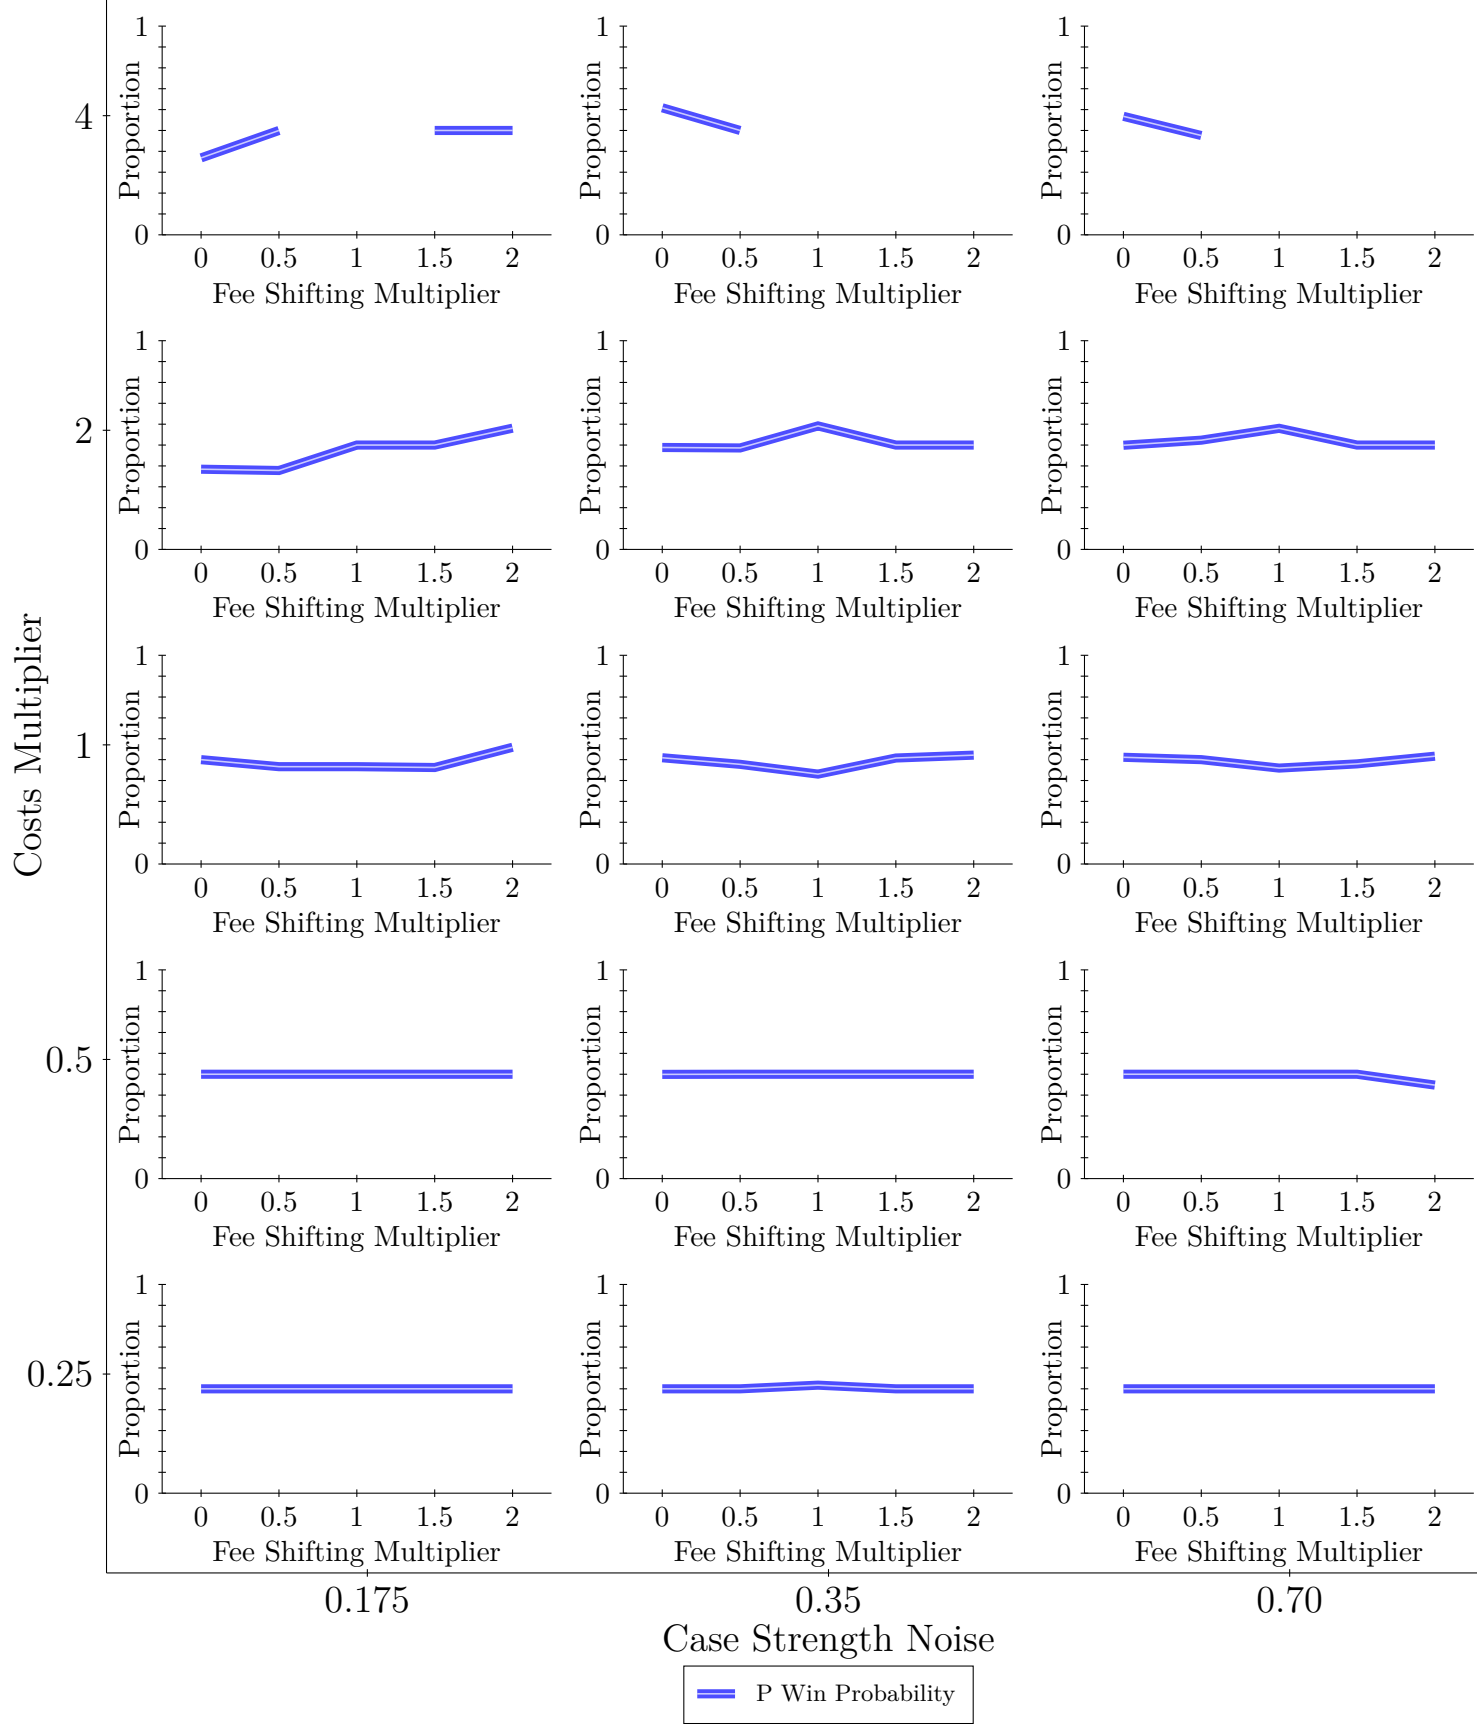 1
Proportion
0
0 0.5 1 1.5 2
Fee Shifting Multiplier
1
Proportion
0
0 0.5 1 1.5 2
Fee Shifting Multiplier
1
Proportion
0
0 0.5 1 1.5 2
Fee Shifting Multiplier
4
1
Proportion
0
0 0.5 1 1.5 2
Fee Shifting Multiplier
1
Proportion
0
0 0.5 1 1.5 2
Fee Shifting Multiplier
1
Proportion
0
0 0.5 1 1.5 2
Fee Shifting Multiplier
2
Costs Multiplier
1
Proportion
0
0 0.5 1 1.5 2
Fee Shifting Multiplier
1
Proportion
0
0 0.5 1 1.5 2
Fee Shifting Multiplier
1
Proportion
0
0 0.5 1 1.5 2
Fee Shifting Multiplier
1
1
Proportion
0
0 0.5 1 1.5 2
Fee Shifting Multiplier
1
Proportion
0
0 0.5 1 1.5 2
Fee Shifting Multiplier
1
Proportion
0
0 0.5 1 1.5 2
Fee Shifting Multiplier
0.5
1
Proportion
0
0 0.5 1 1.5 2
Fee Shifting Multiplier
1
Proportion
0
0 0.5 1 1.5 2
Fee Shifting Multiplier
1
Proportion
0
0 0.5 1 1.5 2
Fee Shifting Multiplier
0.25
0.175 0.35 0.70
Case Strength Noise
P Win Probability